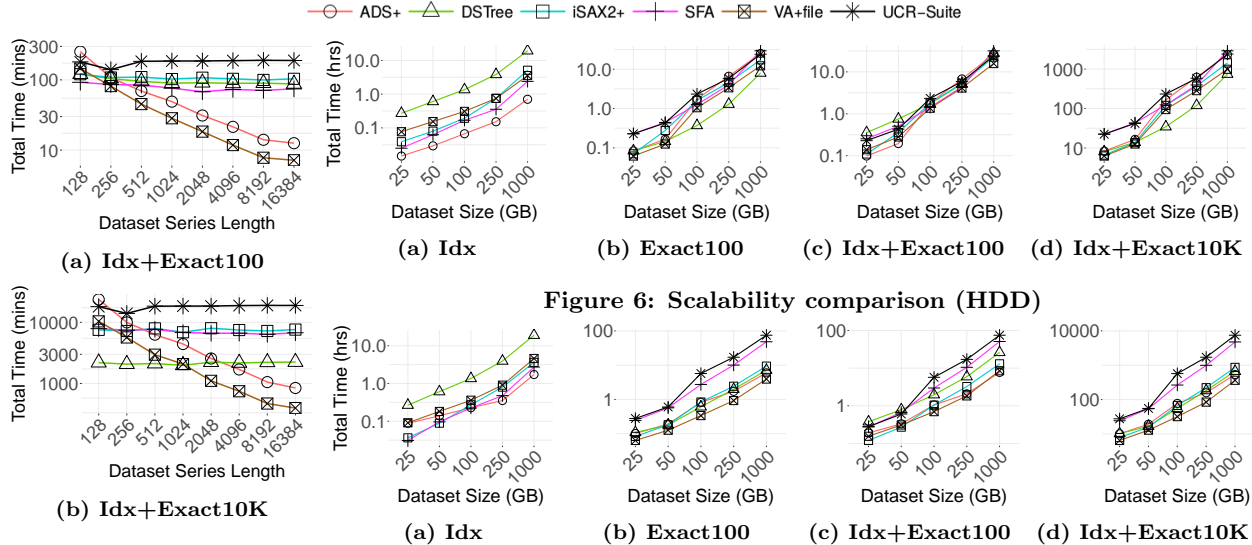 ADS+ DSTree iSAX2+ SFA VA+file UCR-Suite
Total Time (mins)
300
100
30
10
128 256 512 1024 2048 4096 8192 16384
Dataset Series Length
(a) Idx+Exact100
Total Time (hrs)
10.0
1.0
0.1
25 50 100 250 1000
Dataset Size (GB)
(a) Idx
10.0
1.0
0.1
25 50 100 250 1000
Dataset Size (GB)
(b) Exact100
10.0
1.0
0.1
25 50 100 250 1000
Dataset Size (GB)
(c) Idx+Exact100
1000
100
10
25 50 100 250 1000
Dataset Size (GB)
(d) Idx+Exact10K
Figure 6: Scalability comparison (HDD)
Total Time (mins)
10000
3000
1000
128 256 512 1024 2048 4096 8192 16384
Dataset Series Length
(b) Idx+Exact10K
Total Time (hrs)
10.0
1.0
0.1
25 50 100 250 1000
Dataset Size (GB)
(a) Idx
100
1
25 50 100 250 1000
Dataset Size (GB)
(b) Exact100
100
1
25 50 100 250 1000
Dataset Size (GB)
(c) Idx+Exact100
10000
100
25 50 100 250 1000
Dataset Size (GB)
(d) Idx+Exact10K